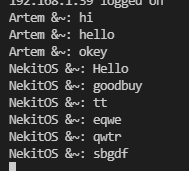 192.168.1.39 logged on
Artem &~: hi
Artem &~: hello
Artem &~: okey
NekitOS &~: Hello
NekitOS &~: goodbuy
NekitOS &~: tt
NekitOS &~: eqwe
NekitOS &~: qwtr
NekitOS &~: sbgdf